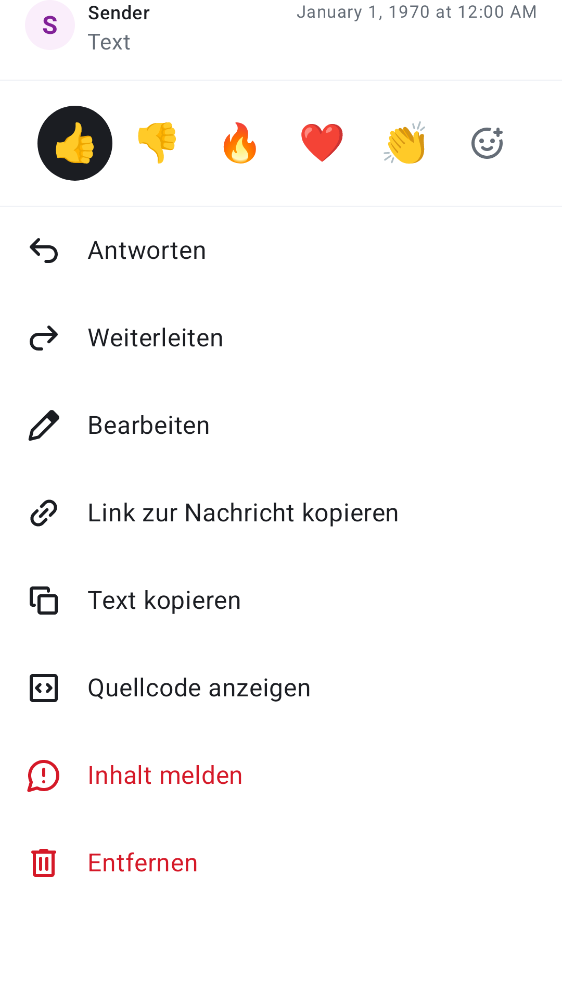 S
Sender
January 1, 1970 at 12:00 AM
Text
Antworten
Weiterleiten
Bearbeiten
Link zur Nachricht kopieren
Text kopieren
Quellcode anzeigen
Inhalt melden
Entfernen